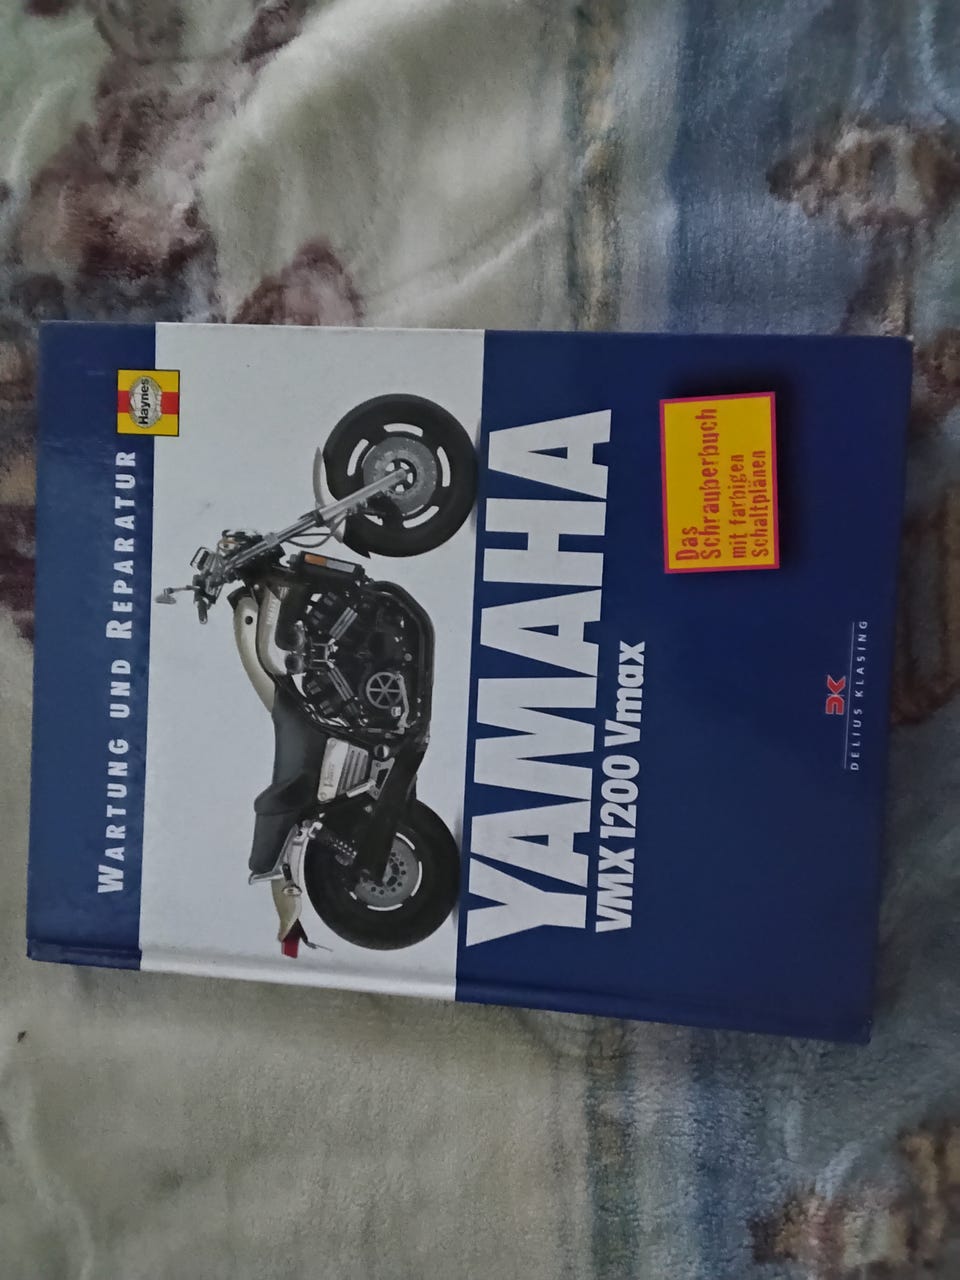 Haynes
WARTUNG UND REPARATUR
YAMAHA
VMX 1200 Vmax
Das
Schrauberbuch
mit farbigen
Schaltplänen
DELIUS KLASING